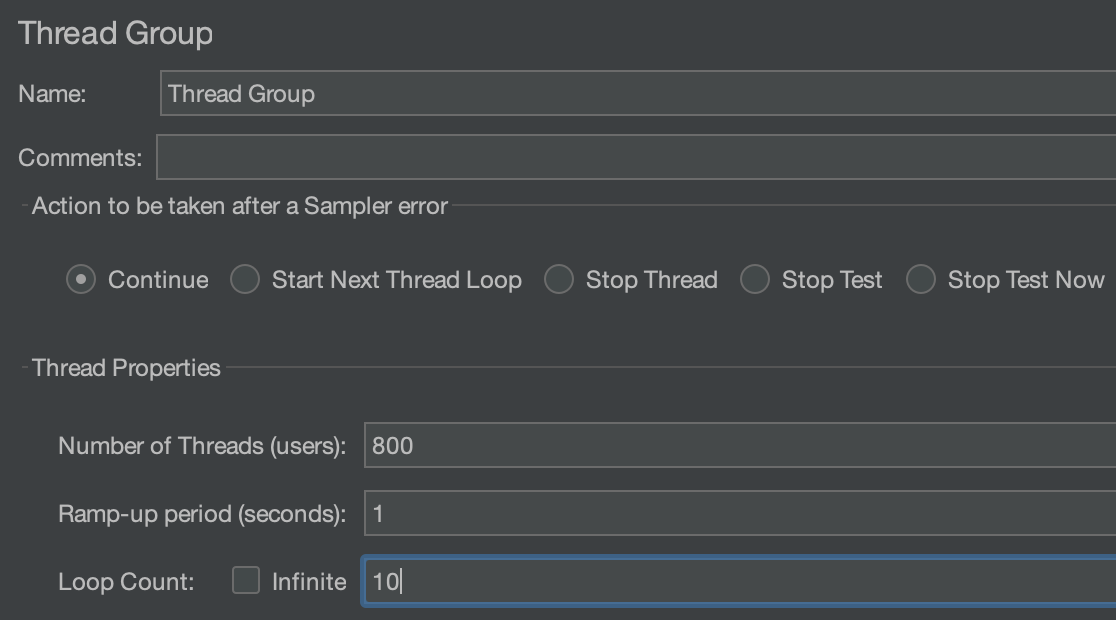 Thread Group
Name: Thread Group
Comments:
Action to be taken after a Sampler error
Continue Start Next Thread Loop Stop Thread Stop Test Stop Test Now
Thread Properties
Number of Threads (users): 800
Ramp-up period (seconds): 1
Loop Count: Infinite 10